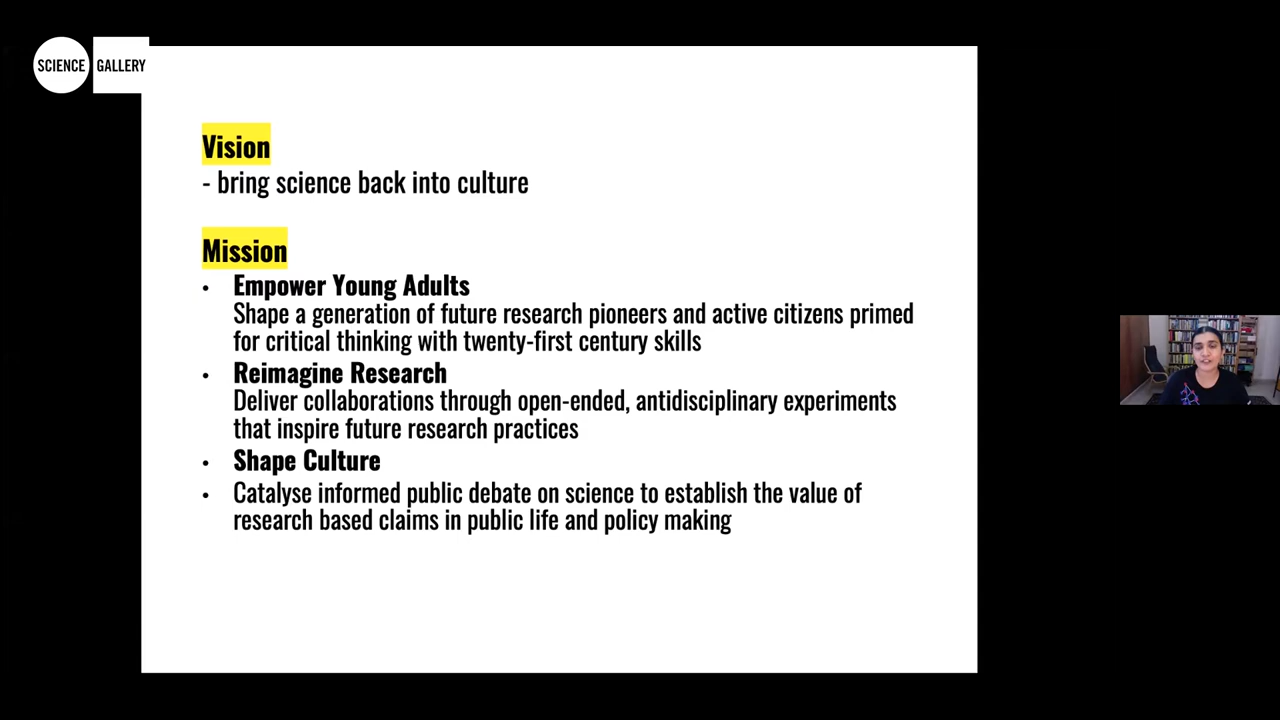 SCIENCE GALLERY
Vision
- bring science back into culture
Mission
• Empower Young Adults
Shape a generation of future research pioneers and active citizens primed
for critical thinking with twenty-first century skills
• Reimagine Research
Deliver collaborations through open-ended, antidisciplinary experiments
that inspire future research practices
• Shape Culture
• Catalyse informed public debate on science to establish the value of
research based claims in public life and policy making